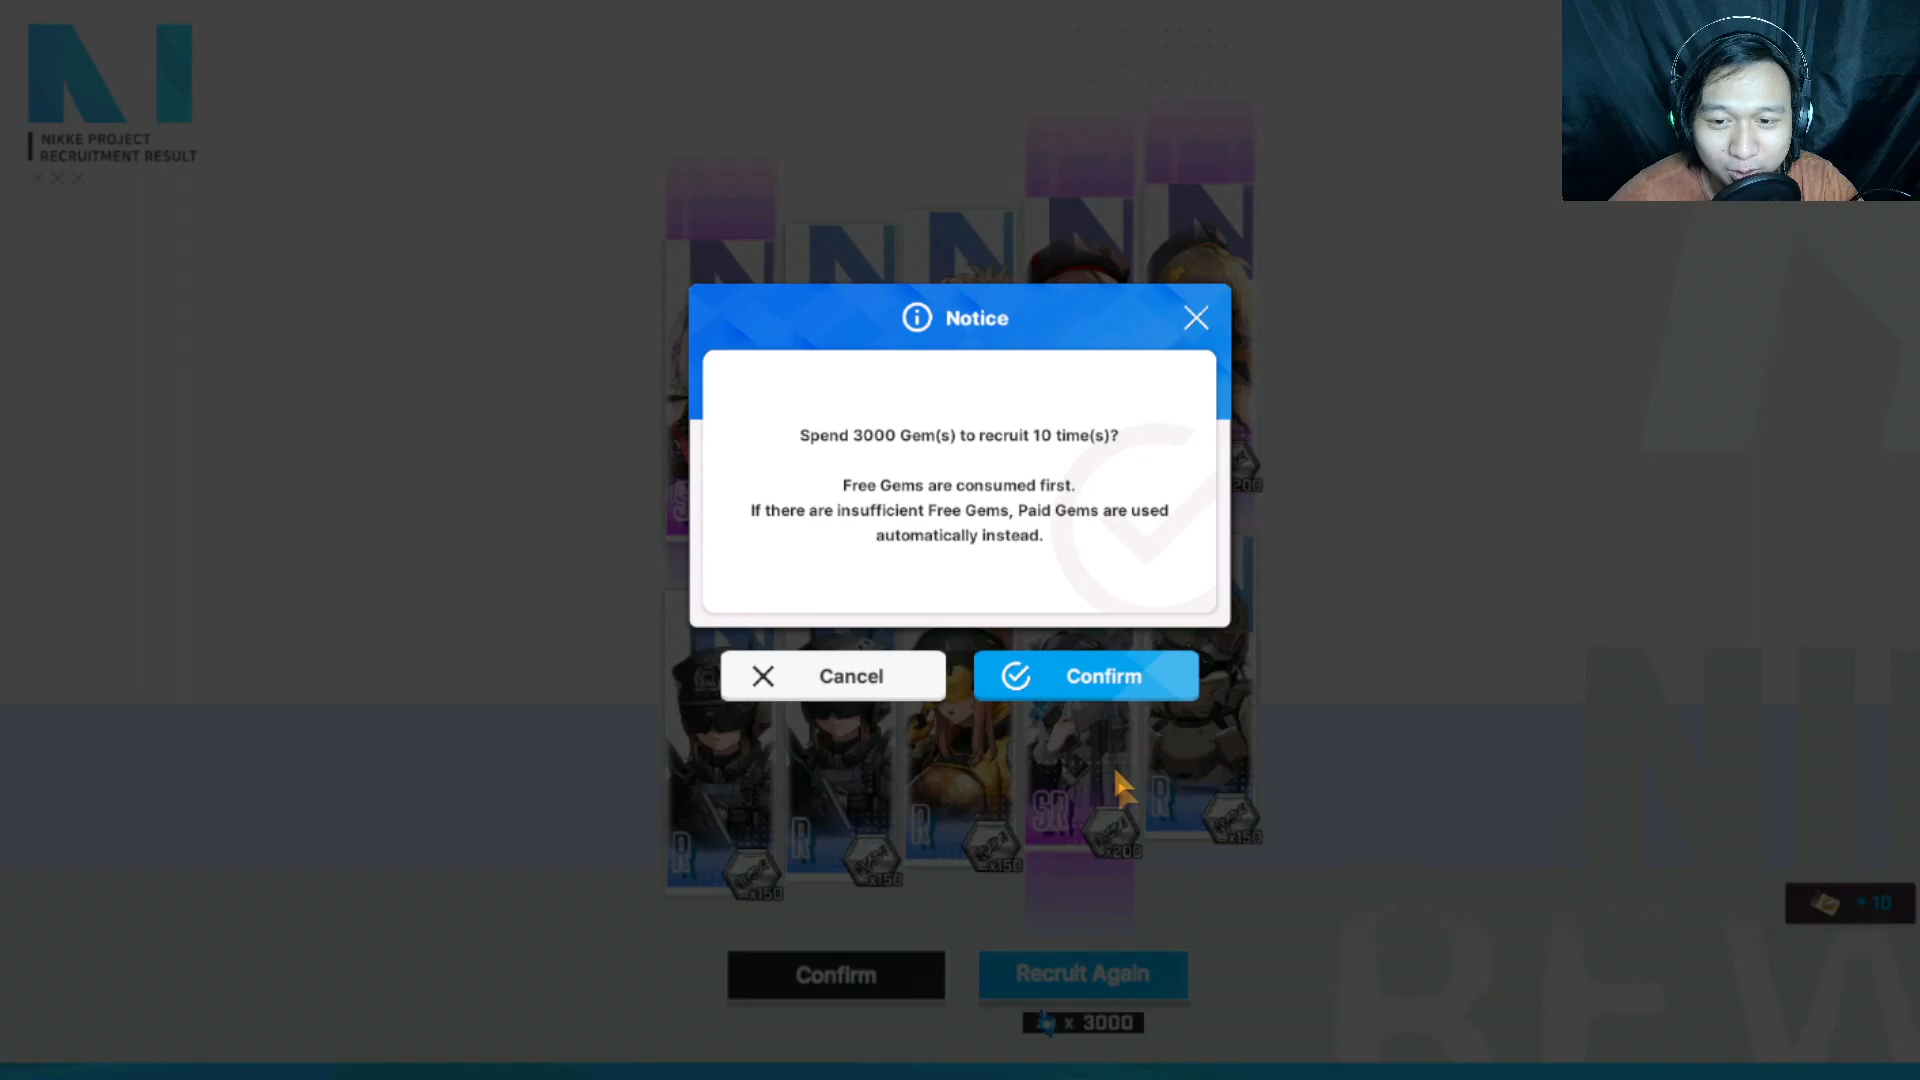 NIKKE PROJECT
RECRUITMENT RESULT
Notice
Spend 3000 Gem(s) to recruit 10 time(s)?
Free Gems are consumed first.
If there are insufficient Free Gems, Paid Gems are used
automatically instead.
x200
Cancel
Confirm
R
R
R
SR
R
x150
x150
x150
x200
x150
+ 10
Confirm
Recruit Again
x 3000